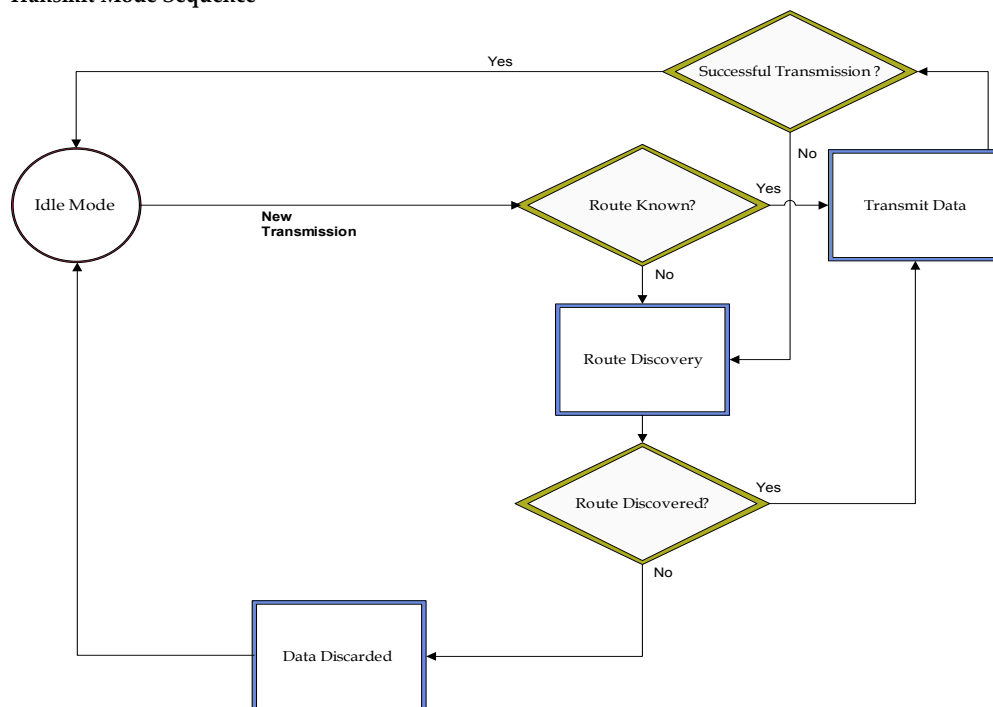 Transmit Mode Sequence
Yes
Successful Transmission ?
No
Idle Mode
New
Transmission
Route Known?
Yes
Transmit Data
No
Route Discovery
Route Discovered?
Yes
No
Data Discarded